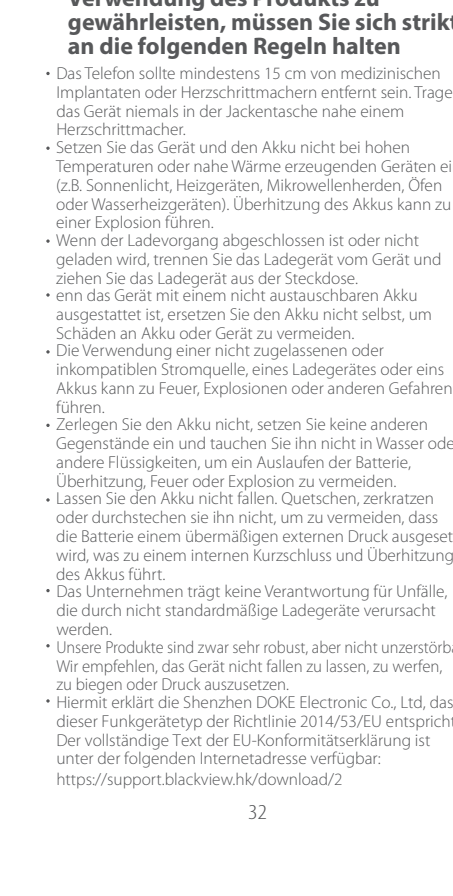 Verwendung des Produkts zu
gewährleisten, müssen Sie sich strikt
an die folgenden Regeln halten
• Das Telefon sollte mindestens 15 cm von medizinischen
Implantaten oder Herzschrittmachern entfernt sein. Trage
das Gerät niemals in der Jackentasche nahe einem
Herzschrittmacher.
• Setzen Sie das Gerät und den Akku nicht bei hohen
Temperaturen oder nahe Wärme erzeugenden Geräten ei
(z.B. Sonnenlicht, Heizgeräten, Mikrowellenherden, Öfen
oder Wasserheizgeräten). Überhitzung des Akkus kann zu
einer Explosion führen.
• Wenn der Ladevorgang abgeschlossen ist oder nicht
geladen wird, trennen Sie das Ladegerät vom Gerät und
ziehen Sie das Ladegerät aus der Steckdose.
• enn das Gerät mit einem nicht austauschbaren Akku
ausgestattet ist, ersetzen Sie den Akku nicht selbst, um
Schäden an Akku oder Gerät zu vermeiden.
• Die Verwendung einer nicht zugelassenen oder
inkompatiblen Stromquelle, eines Ladegerätes oder eins
Akkus kann zu Feuer, Explosionen oder anderen Gefahren
führen.
• Zerlegen Sie den Akku nicht, setzen Sie keine anderen
Gegenstände ein und tauchen Sie ihn nicht in Wasser ode
andere Flüssigkeiten, um ein Auslaufen der Batterie,
Überhitzung, Feuer oder Explosion zu vermeiden.
• Lassen Sie den Akku nicht fallen. Quetschen, zerkratzen
oder durchstechen sie ihn nicht, um zu vermeiden, dass
die Batterie einem übermäßigen externen Druck ausgeset
wird, was zu einem internen Kurzschluss und Überhitzung
des Akkus führt.
• Das Unternehmen trägt keine Verantwortung für Unfälle,
die durch nicht standardmäßige Ladegeräte verursacht
werden.
• Unsere Produkte sind zwar sehr robust, aber nicht unzerstörba
Wir empfehlen, das Gerät nicht fallen zu lassen, zu werfen,
zu biegen oder Druck auszusetzen.
• Hiermit erklärt die Shenzhen DOKE Electronic Co., Ltd, das
dieser Funkgerätetyp der Richtlinie 2014/53/EU entspricht
Der vollständige Text der EU-Konformitätserklärung ist
unter der folgenden Internetadresse verfügbar:
https://support.blackview.hk/download/2
32